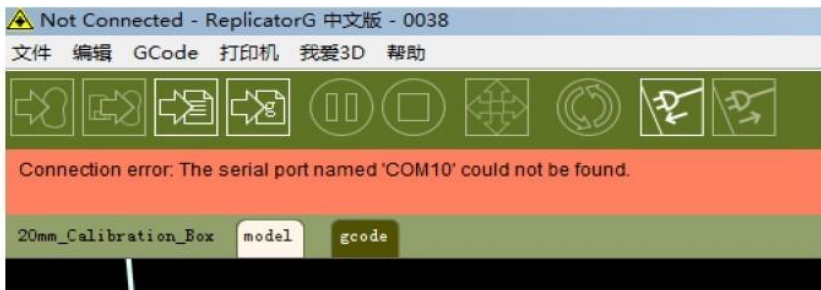 Not Connected - ReplicatorG 中文版 - 0038
文件 编辑 GCode 打印机 我爱3D 帮助
g
Connection error: The serial port named 'COM10' could not be found.
20mm_Calibration_Box model gcode